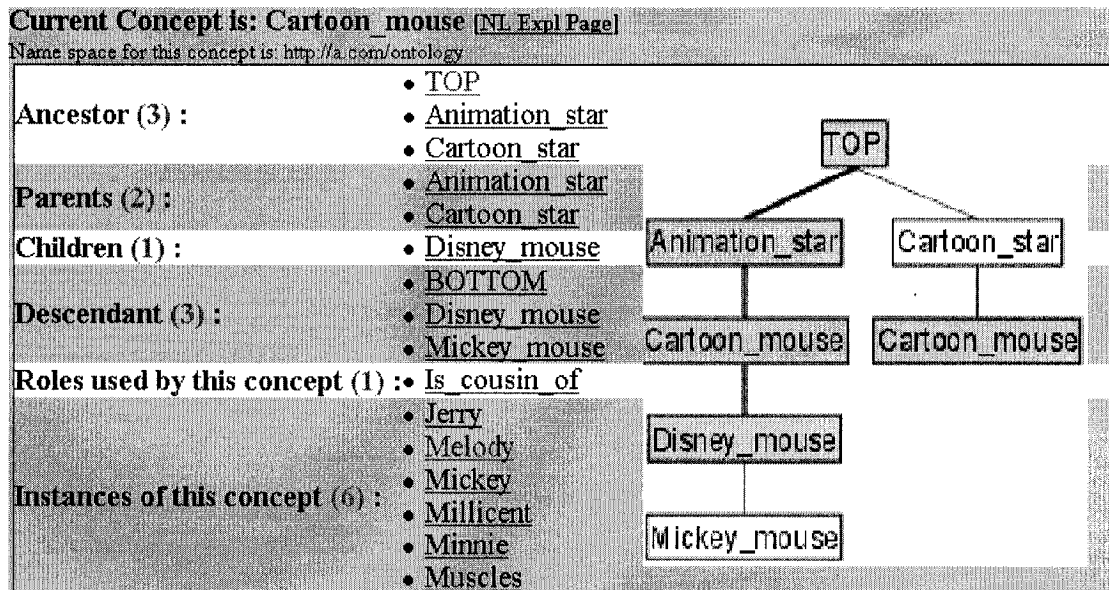 Current Concept is: Cartoon_mouse [NL Expl Page]
Name space for this concept is: http://a.com/ontology
Ancestor (3) :
• TOP
• Animation_star
• Cartoon_star
Parents (2) :
• Animation_star
• Cartoon_star
Children (1) :
• Disney_mouse
Descendant (3) :
• BOTTOM
• Disney_mouse
• Mickey_mouse
Roles used by this concept (1) :
• Is_cousin_of
Instances of this concept (6) :
• Jerry
• Melody
• Mickey
• Millicent
• Minnie
• Muscles
TOP
Animation_star
Cartoon_star
Cartoon_mouse
Cartoon_mouse
Disney_mouse
Mickey_mouse